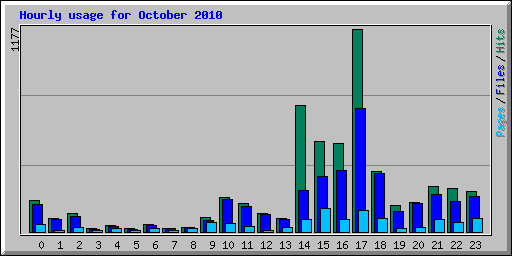 Hourly usage for October 2010
1177
Pages/Files/Hits
0 1 2 3 4 5 6 7 8 9 10 11 12 13 14 15 16 17 18 19 20 21 22 23